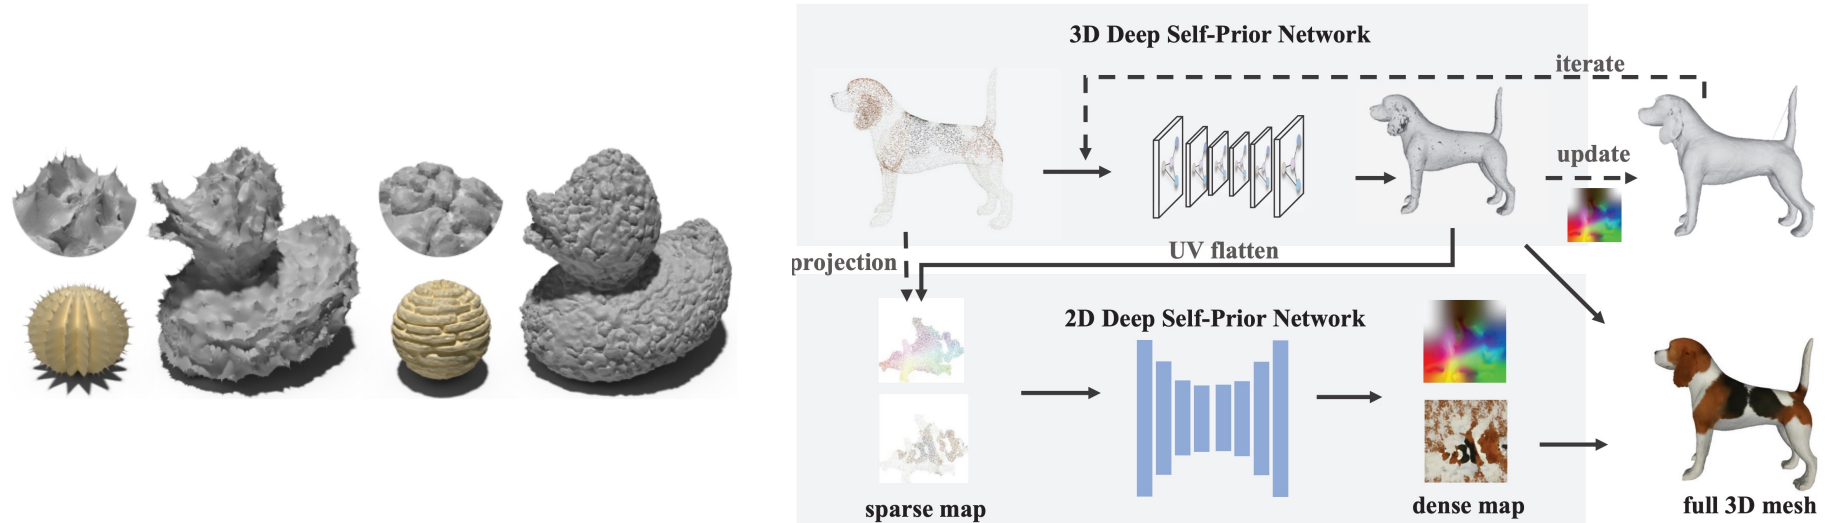 3D Deep Self-Prior Network
iterate
update
projection
UV flatten
2D Deep Self-Prior Network
sparse map
dense map
full 3D mesh